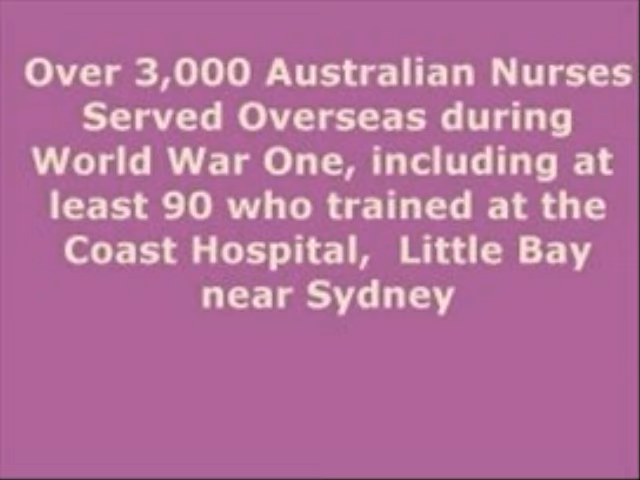 Over 3,000 Australian Nurses
Served Overseas during
World War One, including at
least 90 who trained at the
Coast Hospital,  Little Bay
near Sydney